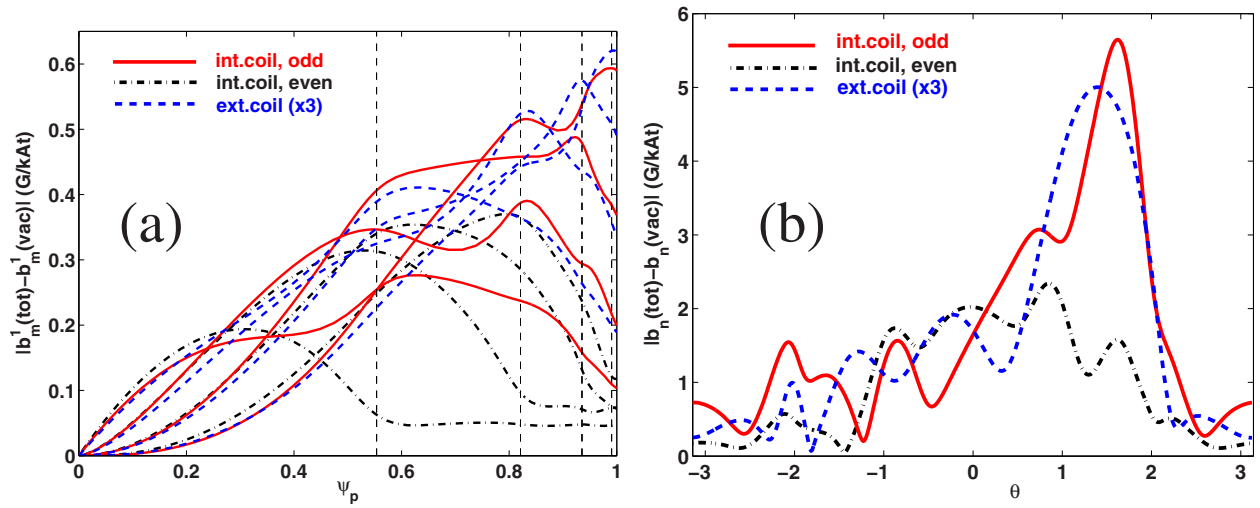 int.coil, odd
int.coil, even
ext.coil (x3)
(a)
|b¹ₘ(tot)−b¹ₘ(vac)| (G/kAt)
0.6
0.5
0.4
0.3
0.2
0.1
0
0 0.2 0.4 0.6 0.8 1
ψₚ
int.coil, odd
int.coil, even
ext.coil (x3)
(b)
|bₙ(tot)−bₙ(vac)| (G/kAt)
6
5
4
3
2
1
0
−3 −2 −1 0 1 2 3
θ